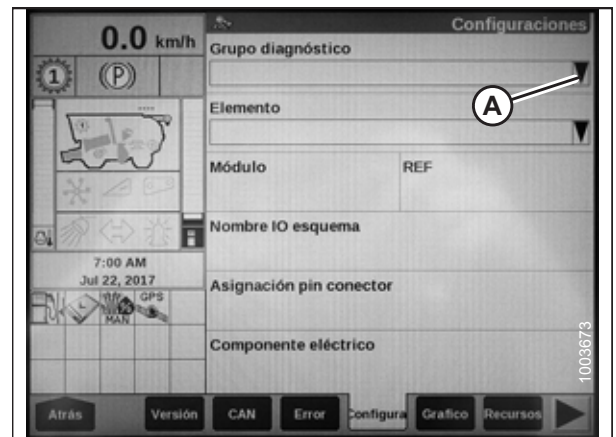 0.0 km/h
Configuraciones
Grupo diagnóstico
1
(P)
A
Elemento
Módulo
REF
Nombre IO esquema
7:00 AM
Jul 22, 2017
Asignación pin conector
GPS
L
MAN
Componente eléctrico
1003673
Atrás
Versión
CAN
Error
Configura
Grafico
Recursos